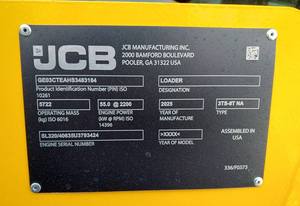 JCB
JCB MANUFACTURING INC.
2000 BAMFORD BOULEVARD
POOLER, GA 31322 USA
GE03CTEAHS3483164
LOADER
Product Identification Number (PIN) ISO 10261
DESIGNATION
5722
55.0 @ 2200
2025
3TS-8T NA
OPERATING MASS (kg) ISO 6016
ENGINE POWER (kW @ RPM) ISO 14396
YEAR OF MANUFACTURE
TYPE
SL320/40635U3793424
>XXXX<
ASSEMBLED IN USA
ENGINE SERIAL NUMBER
YEAR OF MODEL
336/F0373